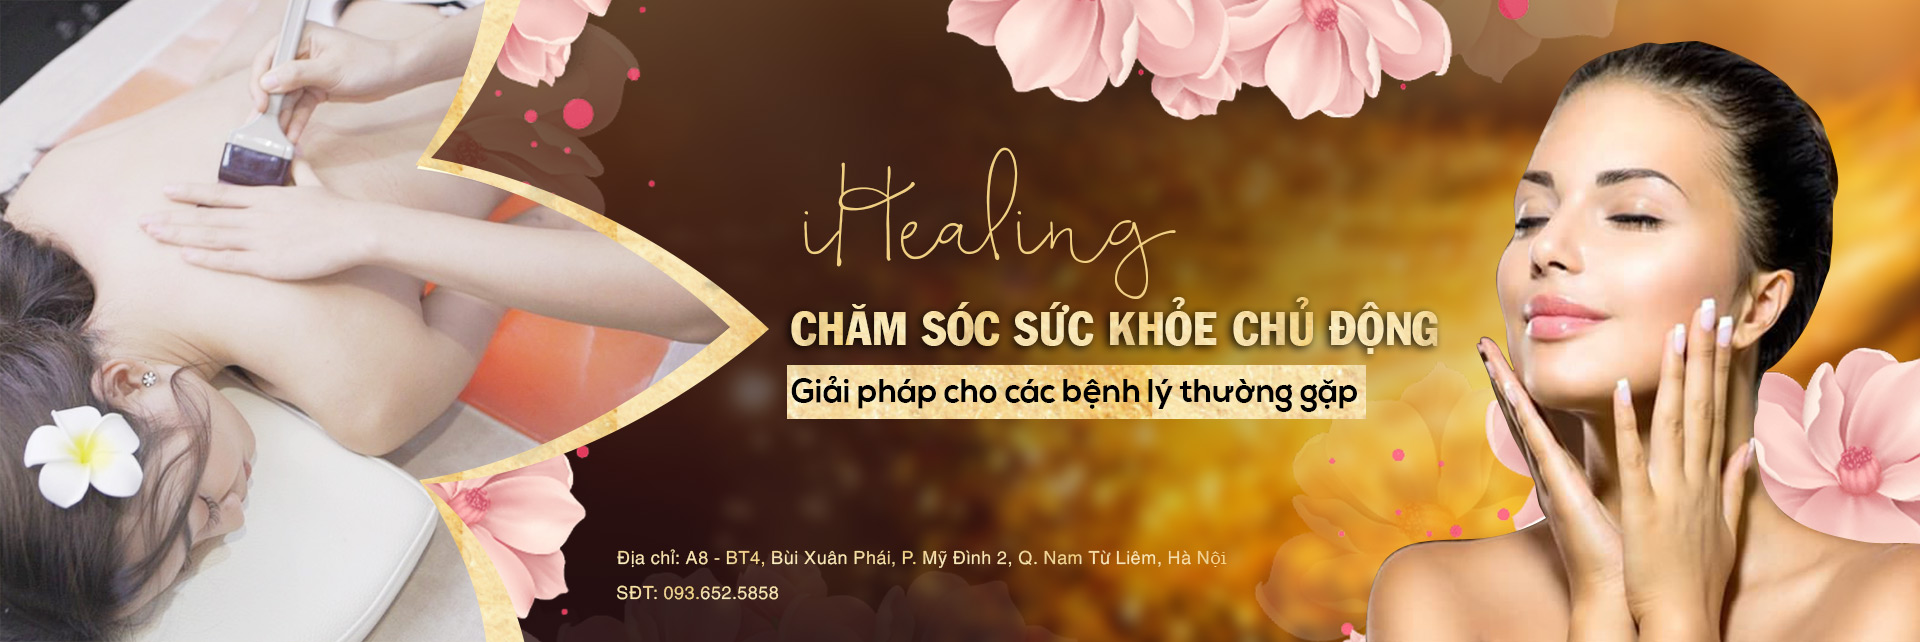 iHealing
CHĂM SÓC SỨC KHỎE CHỦ ĐỘNG
Giải pháp cho các bệnh lý thường gặp
Địa chỉ: A8 - BT4, Bùi Xuân Phái, P. Mỹ Đình 2, Q. Nam Từ Liêm, Hà Nội
SĐT: 093.652.5858